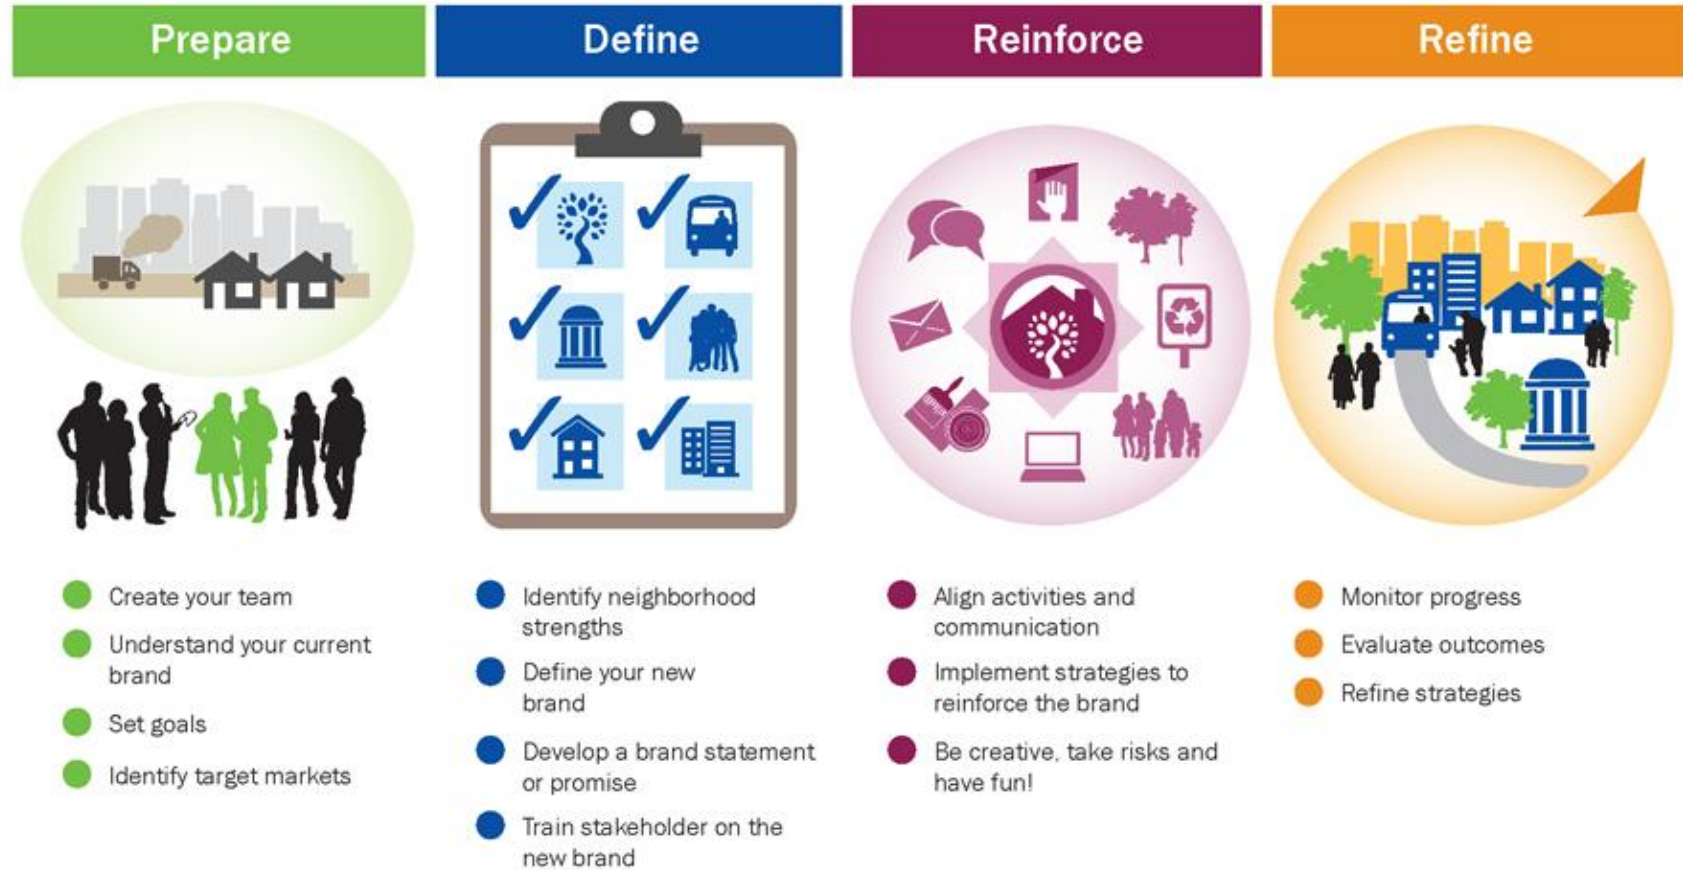 Prepare
Define
Reinforce
Refine
Create your team
Understand your current
brand
Set goals
Identify target markets
Identify neighborhood
strengths
Define your new
brand
Develop a brand statement
or promise
Train stakeholder on the
new brand
Align activities and
communication
Implement strategies to
reinforce the brand
Be creative, take risks and
have fun!
Monitor progress
Evaluate outcomes
Refine strategies